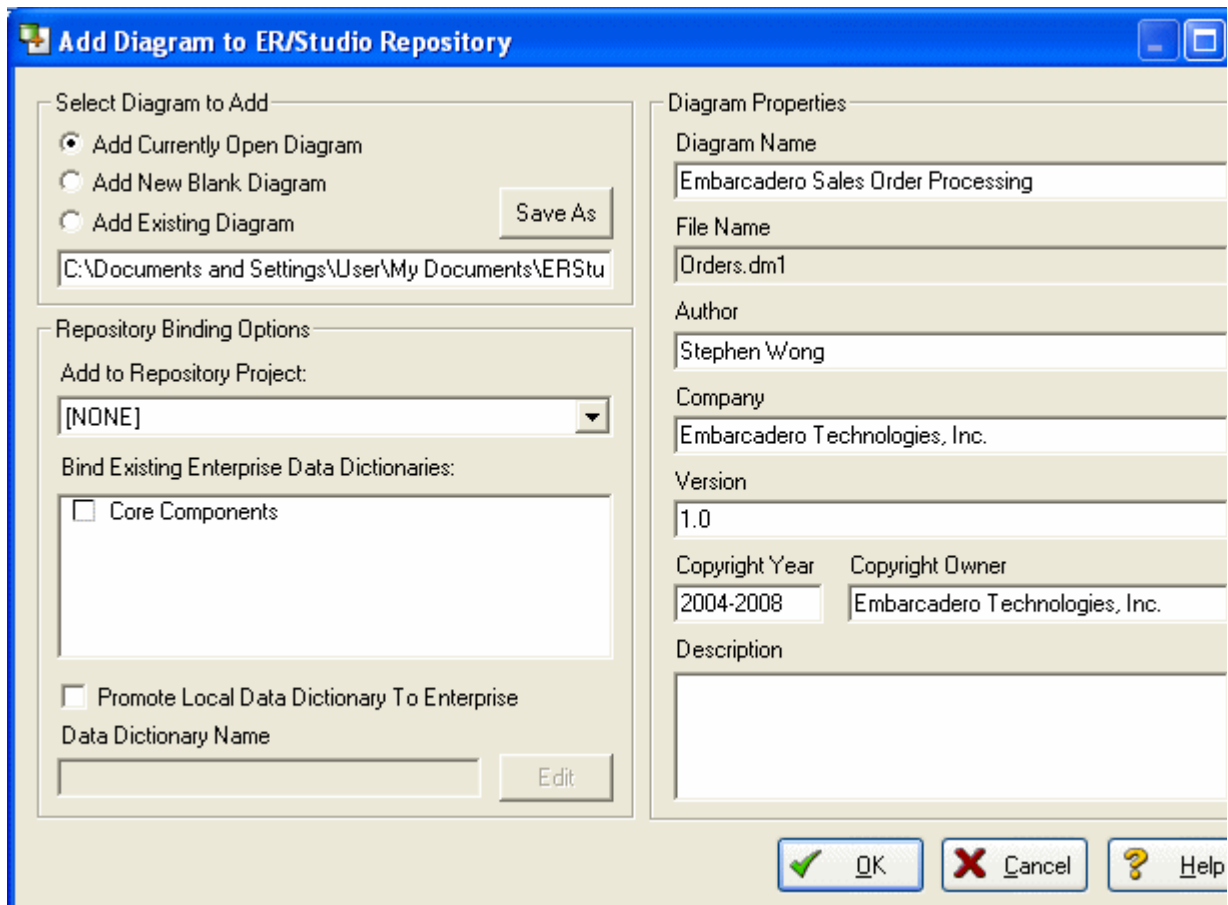 Add Diagram to ER/Studio Repository
Select Diagram to Add
Add Currently Open Diagram
Add New Blank Diagram
Add Existing Diagram
Save As
C:\Documents and Settings\User\My Documents\ERStu
Repository Binding Options
Add to Repository Project:
[NONE]
Bind Existing Enterprise Data Dictionaries:
Core Components
Promote Local Data Dictionary To Enterprise
Data Dictionary Name
Edit
Diagram Properties
Diagram Name
Embarcadero Sales Order Processing
File Name
Orders.dm1
Author
Stephen Wong
Company
Embarcadero Technologies, Inc.
Version
1.0
Copyright Year Copyright Owner
2004-2008 Embarcadero Technologies, Inc.
Description
OK Cancel Help